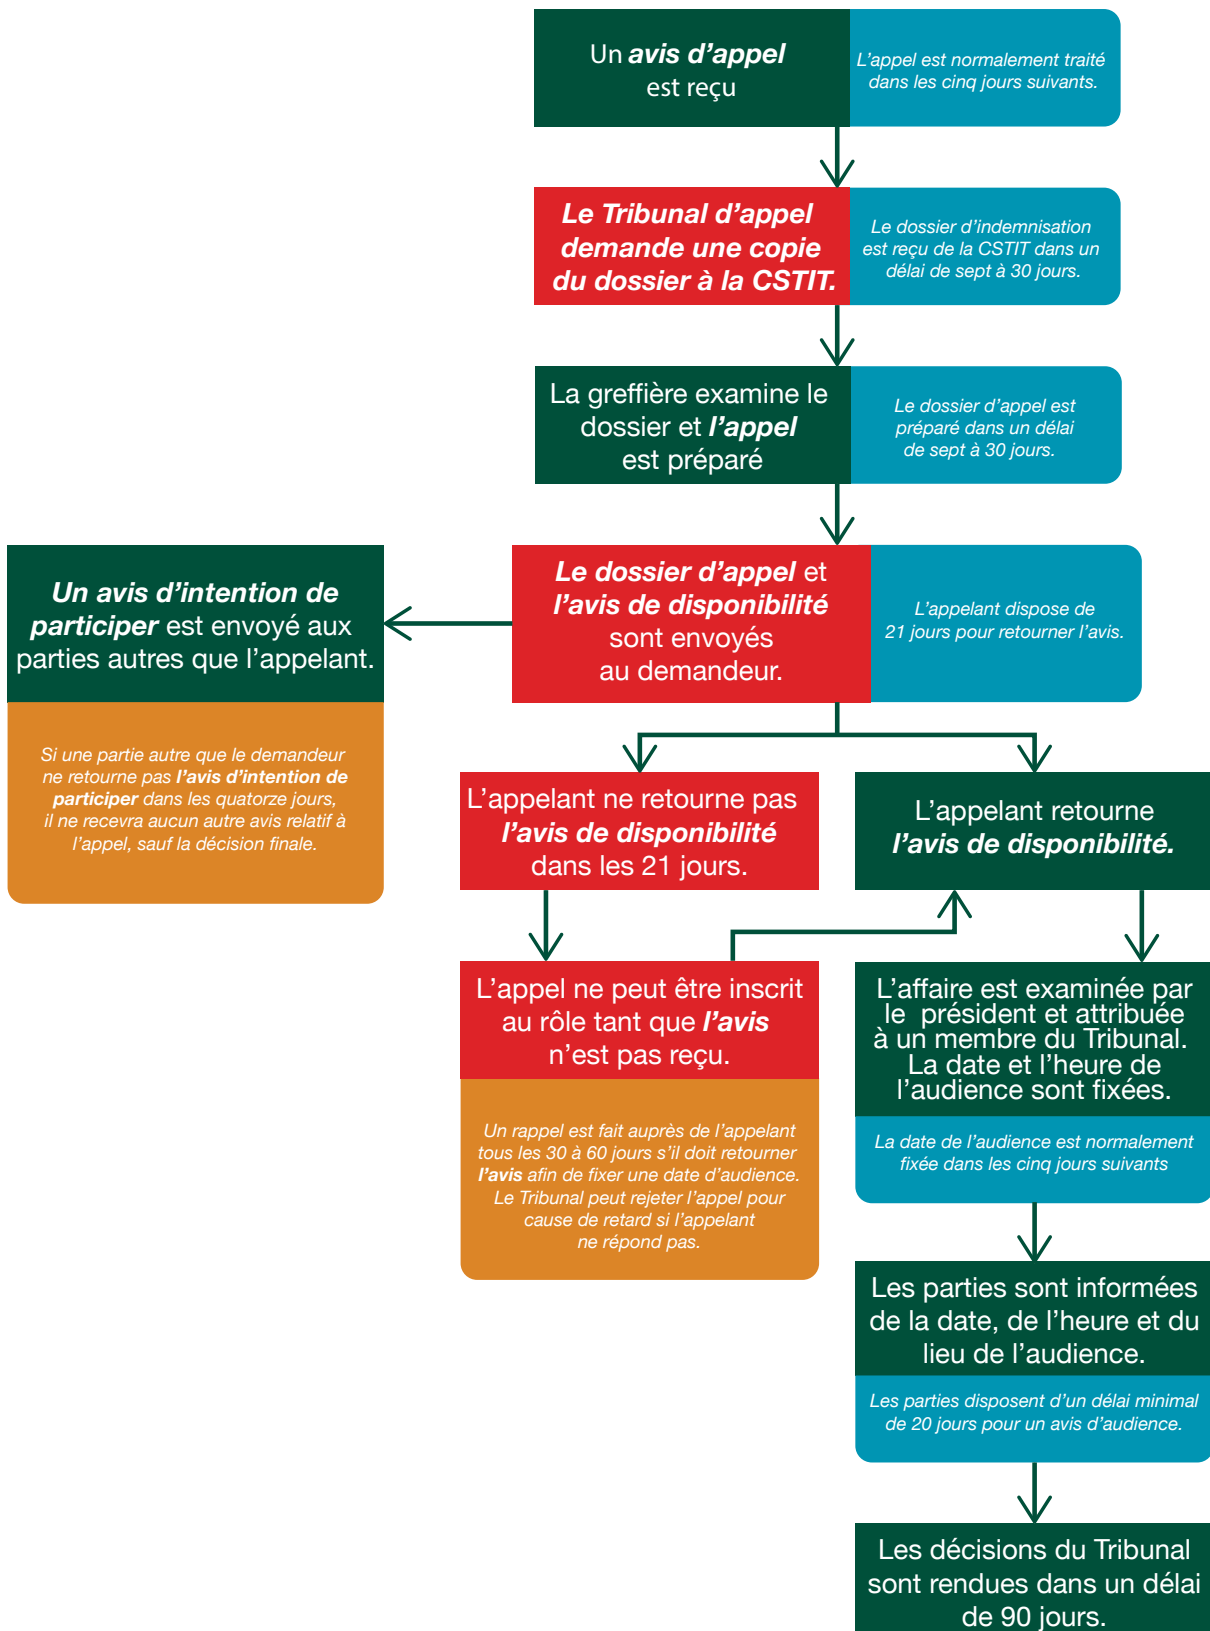 Un avis d’appel
est reçu
L’appel est normalement traité
dans les cinq jours suivants.
Le Tribunal d’appel
demande une copie
du dossier à la CSTIT.
Le dossier d’indemnisation
est reçu de la CSTIT dans un
délai de sept à 30 jours.
La greffière examine le
dossier et l’appel
est préparé
Le dossier d’appel est
préparé dans un délai
de sept à 30 jours.
Un avis d’intention de
participer est envoyé aux
parties autres que l’appelant.
Si une partie autre que le demandeur
ne retourne pas l’avis d’intention de
participer dans les quatorze jours,
il ne recevra aucun autre avis relatif à
l’appel, sauf la décision finale.
Le dossier d’appel et
l’avis de disponibilité
sont envoyés
au demandeur.
L’appelant dispose de
21 jours pour retourner l’avis.
L’appelant ne retourne pas
l’avis de disponibilité
dans les 21 jours.
L’appelant retourne
l’avis de disponibilité.
L’appel ne peut être inscrit
au rôle tant que l’avis
n’est pas reçu.
Un rappel est fait auprès de l’appelant
tous les 30 à 60 jours s’il doit retourner
l’avis afin de fixer une date d’audience.
Le Tribunal peut rejeter l’appel pour
cause de retard si l’appelant
ne répond pas.
L’affaire est examinée par
le président et attribuée
à un membre du Tribunal.
La date et l’heure de
l’audience sont fixées.
La date de l’audience est normalement
fixée dans les cinq jours suivants
Les parties sont informées
de la date, de l’heure et du
lieu de l’audience.
Les parties disposent d’un délai minimal
de 20 jours pour un avis d’audience.
Les décisions du Tribunal
sont rendues dans un délai
de 90 jours.